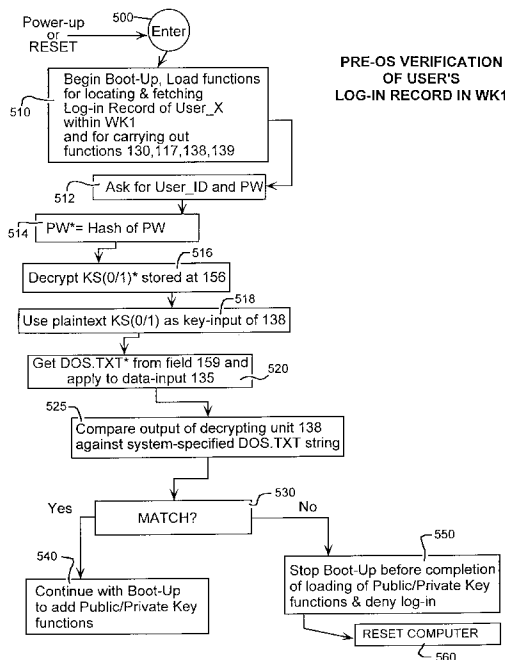 Power-up
or
RESET
500
Enter
PRE-OS VERIFICATION
OF USER'S
LOG-IN RECORD IN WK1
510
Begin Boot-Up, Load functions
for locating & fetching
Log-in Record of User_X
within WK1
and for carrying out
functions 130,117,138,139
512
Ask for User_ID and PW
514
PW*= Hash of PW
516
Decrypt KS(0/1)* stored at 156
518
Use plaintext KS(0/1) as key-input of 138
Get DOS.TXT* from field 159 and
apply to data-input 135
520
525
Compare output of decrypting unit 138
against system-specified DOS.TXT string
530
Yes
MATCH?
No
540
Continue with Boot-Up
to add Public/Private Key
functions
550
Stop Boot-Up before completion
of loading of Public/Private Key
functions & deny log-in
RESET COMPUTER
560